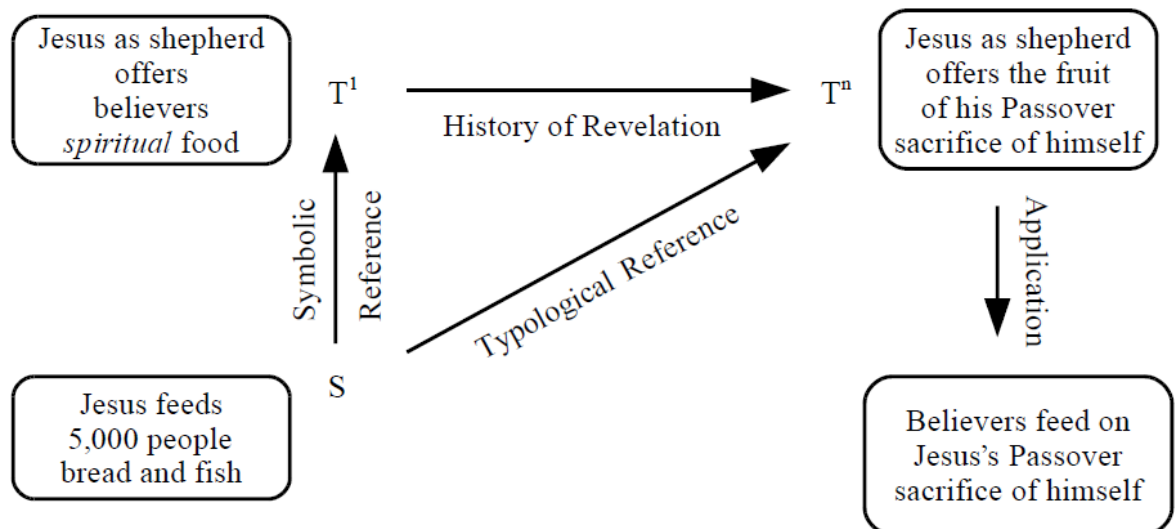 Jesus as shepherd
offers
believers
spiritual food
T¹
History of Revelation
Tⁿ
Jesus as shepherd
offers the fruit
of his Passover
sacrifice of himself
Symbolic
Reference
Typological Reference
Application
S
Jesus feeds
5,000 people
bread and fish
Believers feed on
Jesus's Passover
sacrifice of himself